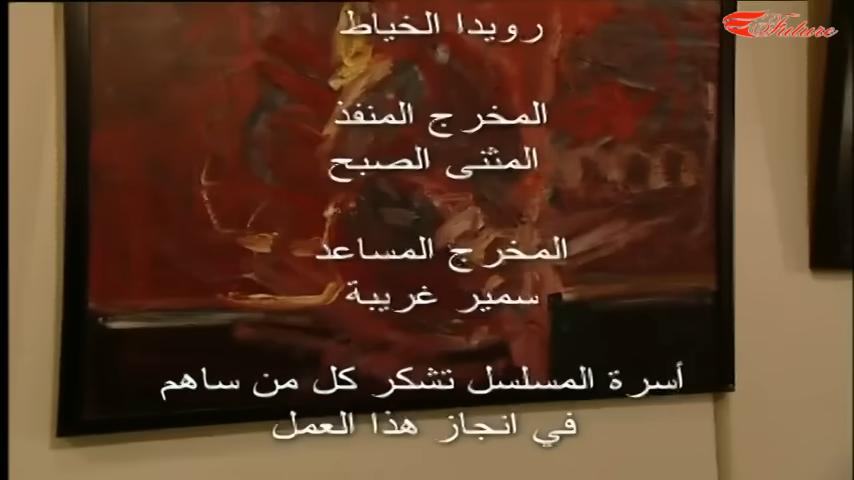 رويدا الخياط
Future
المخرج المنفذ
المثنى الصبح
المخرج المساعد
سمير غريبة
أسرة المسلسل تشكر كل من ساهم
في انجاز هذا العمل